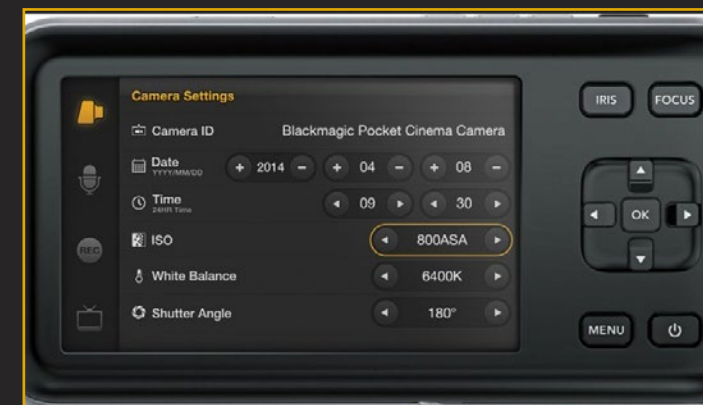 Camera Settings
Camera ID Blackmagic Pocket Cinema Camera
Date + 2014 - + 04 - + 08 -
YYYY/MM/DD
Time 09 30
24HR Time
ISO 800ASA
White Balance 6400K
Shutter Angle 180°
REC
IRIS FOCUS
OK
MENU